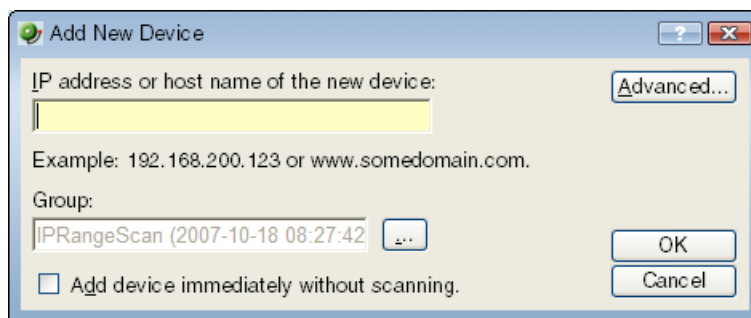 Add New Device
?
IP address or host name of the new device:
Advanced...
Example: 192.168.200.123 or www.somedomain.com.
Group:
IPRangeScan (2007-10-18 08:27:42
...
OK
Add device immediately without scanning.
Cancel